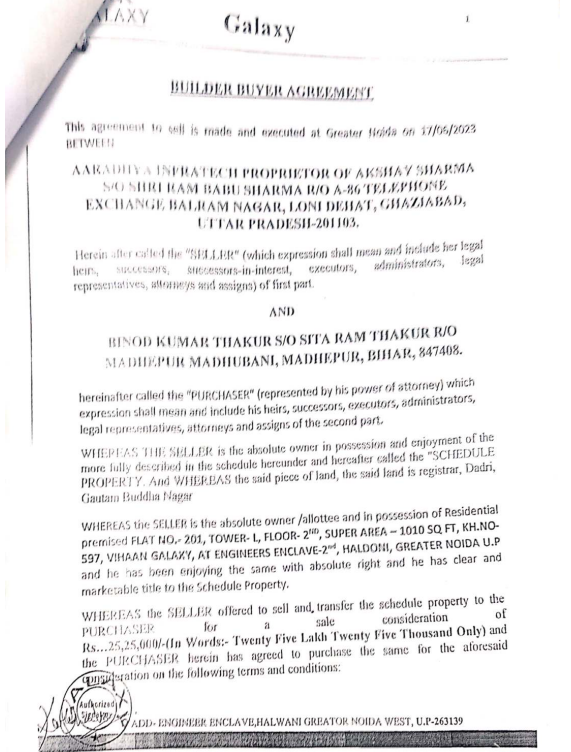 LAXY
GALAXY
Galaxy
1
BUILDER BUYER AGREEMENT
This agreement to sell is made and executed at Greater Noida on 17/06/2023
BETWEEN
AARADHYA INFRATECH PROPRIETOR OF AKSHAY SHARMA
S/O SHRI RAM BABU SHARMA R/O A-86 TELEPHONE
EXCHANGE BALRAM NAGAR, LONI DEHAT, GHAZIABAD,
UTTAR PRADESH-201103.
Herein after called the "SELLER" (which expression shall mean and include her legal
heirs, successors, successors-in-interest, executors, administrators, legal
representatives, attorneys and assigns) of first part.
AND
BINOD KUMAR THAKUR S/O SITA RAM THAKUR R/O
MADHEPUR MADHUBANI, MADHEPUR, BIHAR, 847408.
hereinafter called the "PURCHASER" (represented by his power of attorney) which
expression shall mean and include his heirs, successors, executors, administrators,
legal representatives, attorneys and assigns of the second part.
WHEREAS THE SELLER is the absolute owner in possession and enjoyment of the
more fully described in the schedule hereunder and hereafter called the "SCHEDULE
PROPERTY. And WHEREAS the said piece of land, the said land is registrar, Dadri,
Gautam Buddha Nagar
WHEREAS the SELLER is the absolute owner /allottee and in possession of Residential
premised FLAT NO.- 201, TOWER- L, FLOOR- 2ND, SUPER AREA – 1010 SQ FT, KH.NO-
597, VIHAAN GALAXY, AT ENGINEERS ENCLAVE-2nd, HALDONI, GREATER NOIDA U.P
and he has been enjoying the same with absolute right and he has clear and
marketable title to the Schedule Property.
WHEREAS the SELLER offered to sell and transfer the schedule property to the
PURCHASER for a sale consideration of
Rs...25,25,000/-(In Words:- Twenty Five Lakh Twenty Five Thousand Only) and
the PURCHASER herein has agreed to purchase the same for the aforesaid
consideration on the following terms and conditions:
Authorized
Signatory
ADD- ENGINEER ENCLAVE,HALWANI GREATOR NOIDA WEST, U.P-263139